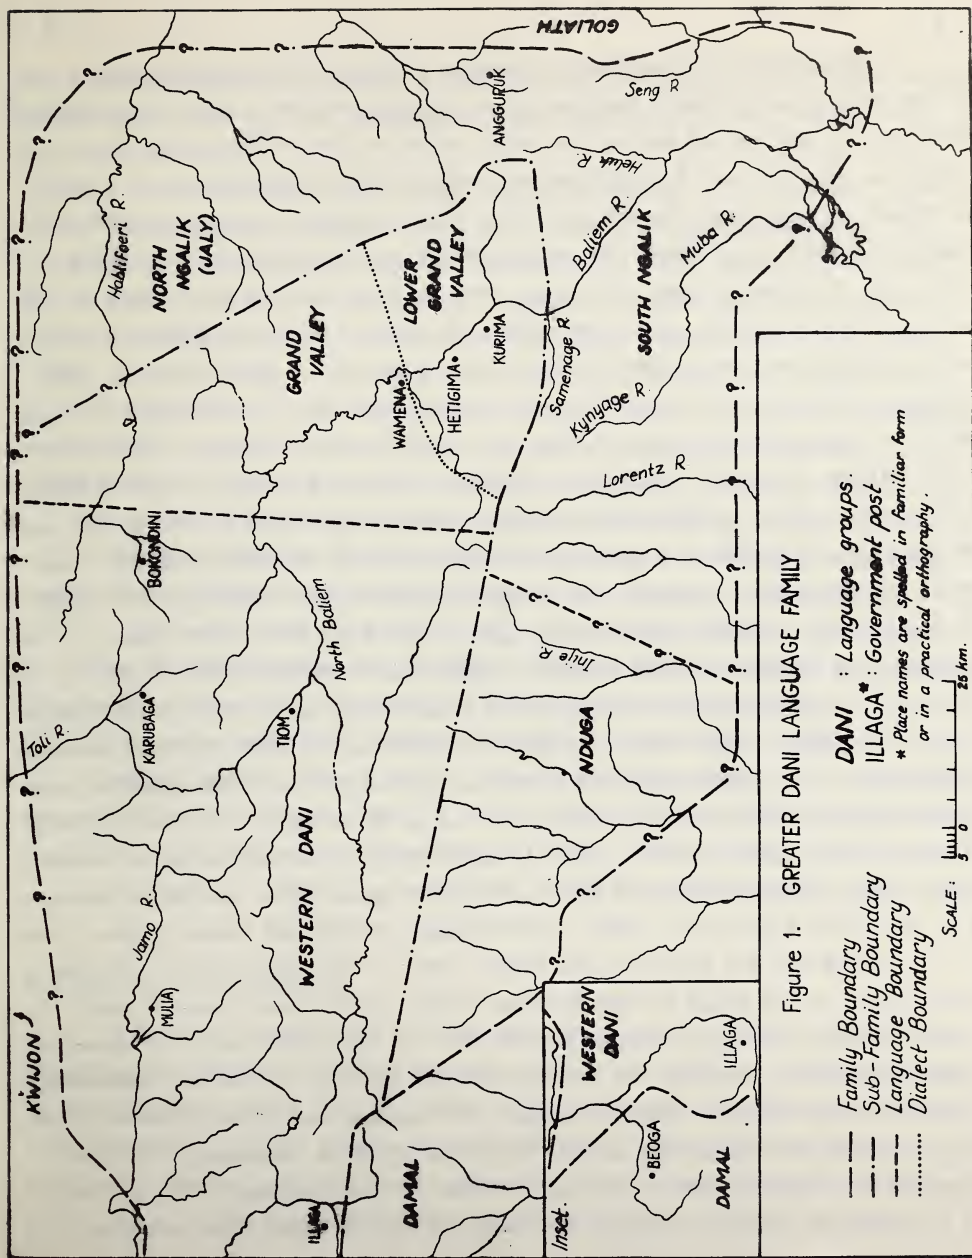 KWIJON
? ? ? ? ? ? ? ? ? ?
Toli R.
Hablifoeri R.
Jamo R.
MULIA
KARUBAGA
BOKONDINI
NORTH
NGALIK
(JALY)
TIOM
North Baliem
GRAND
VALLEY
WESTERN DANI
ILLAGA
WAMENA
LOWER
GRAND
VALLEY
HETIGIMA
KURIMA
ANGGURUK
DAMAL
Samenage R.
Baliem R.
Heluk R.
GOLIATH
Seng R
Inije R.
Kynyage R
Lorentz R
NDUGA
SOUTH NGALIK
Muba R.
Inset.
WESTERN
DANI
BEOGA
ILLAGA
DAMAL
Figure 1. GREATER DANI LANGUAGE FAMILY
Family Boundary
Sub-Family Boundary
Language Boundary
Dialect Boundary
DANI : Language groups.
ILLAGA* : Government post
* Place names are spelled in familiar form
or in a practical orthography.
SCALE:
5 0 25 km.